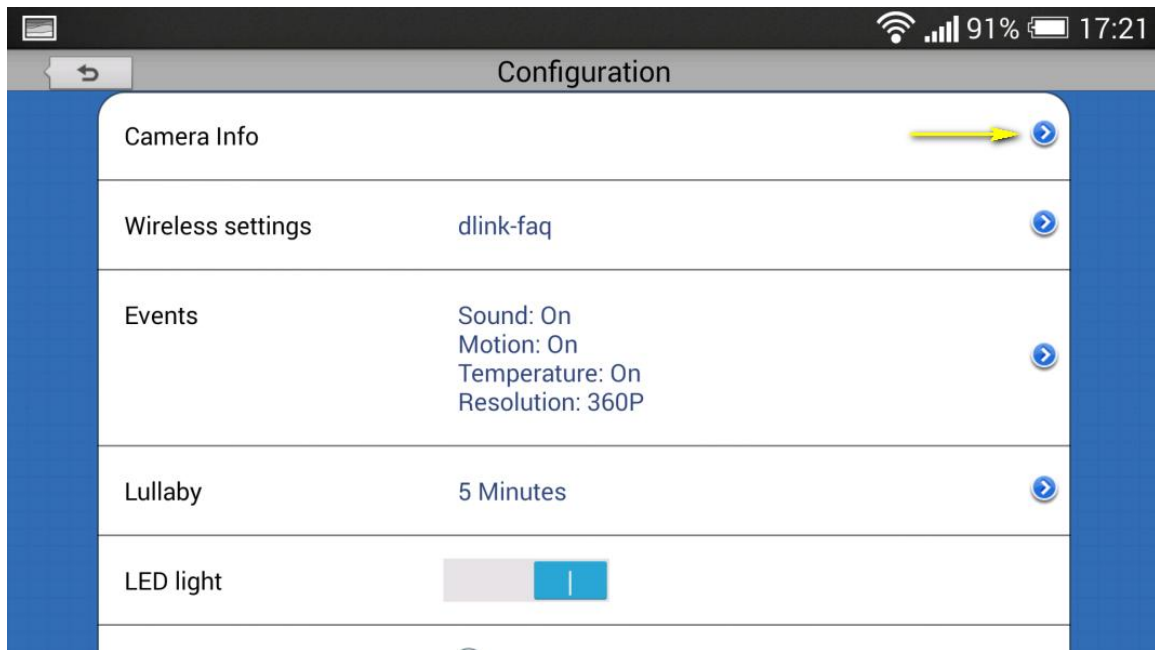 91% 17:21
Configuration
Camera Info
Wireless settings dlink-faq
Events Sound: On
Motion: On
Temperature: On
Resolution: 360P
Lullaby 5 Minutes
LED light